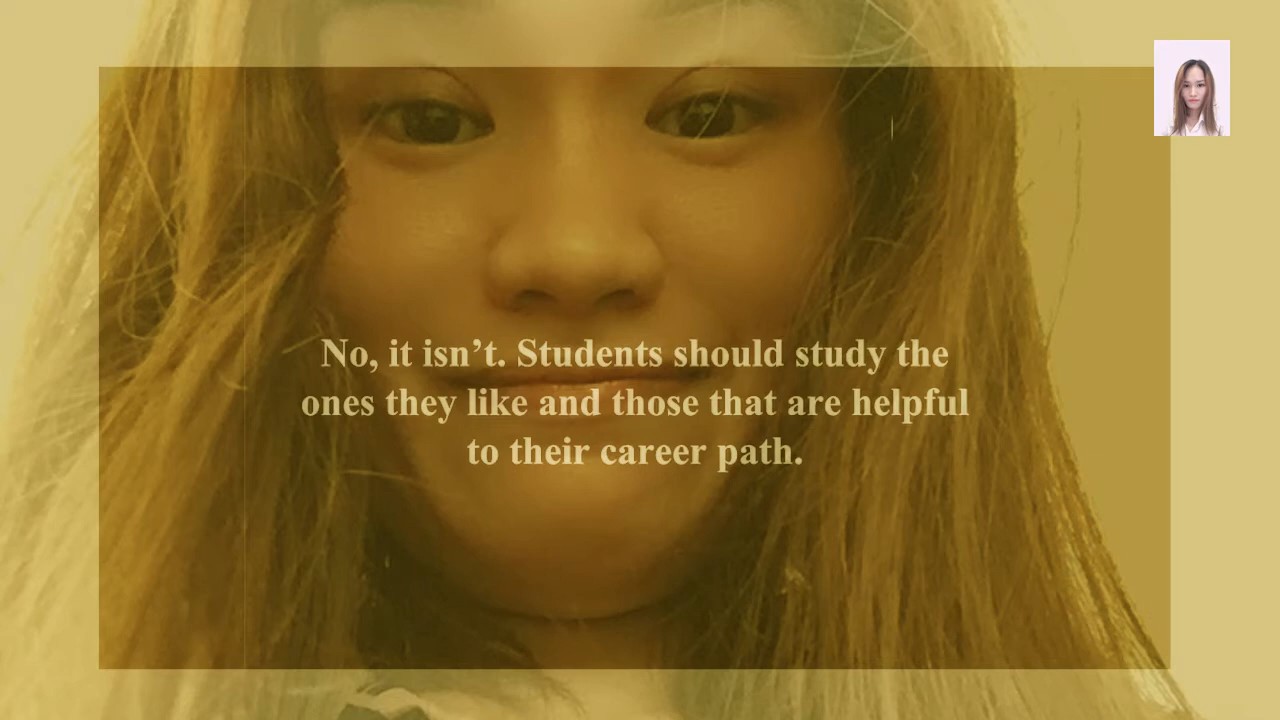 No, it isn’t. Students should study the
ones they like and those that are helpful
to their career path.